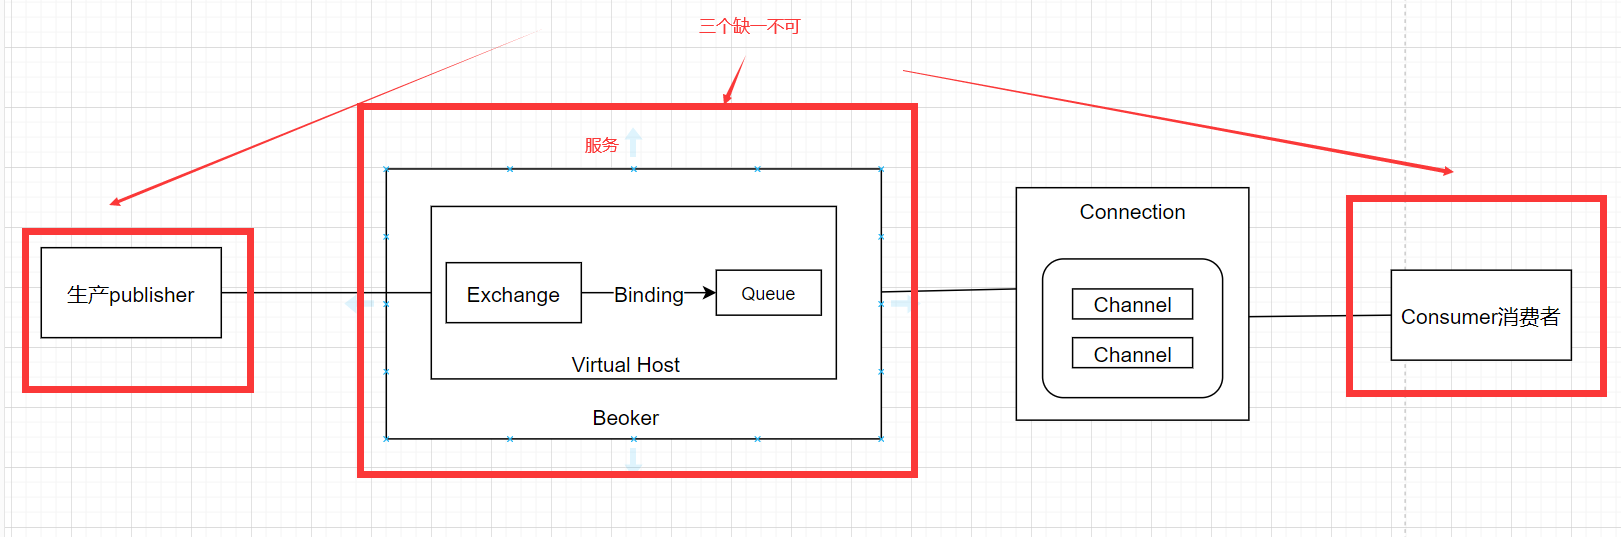 三个缺一不可
服务
生产publisher
Exchange
Binding
Queue
Virtual Host
Beoker
Connection
Channel
Channel
Consumer消费者